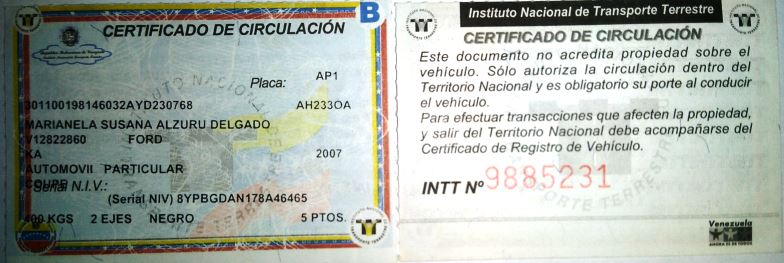 B
CERTIFICADO DE CIRCULACIÓN
Placa: AP1
301100198146032AYD230768 AH233OA
MARIANELA SUSANA ALZURU DELGADO
V12822860 FORD
KA 2007
AUTOMOVIL PARTICULAR
COUPE
Serial N.I.V.:
(Serial NIV) 8YPBGDAN178A46465
400 KGS 2 EJES NEGRO 5 PTOS.
Instituto Nacional de Transporte Terrestre
CERTIFICADO DE CIRCULACIÓN
Este documento no acredita propiedad sobre el
vehículo. Sólo autoriza la circulación dentro del
Territorio Nacional y es obligatorio su porte al conducir
el vehículo.
Para efectuar transacciones que afecten la propiedad,
y salir del Territorio Nacional debe acompañarse del
Certificado de Registro de Vehículo.
INTT Nº 9885231
Venezuela
AHORA ES DE TODOS